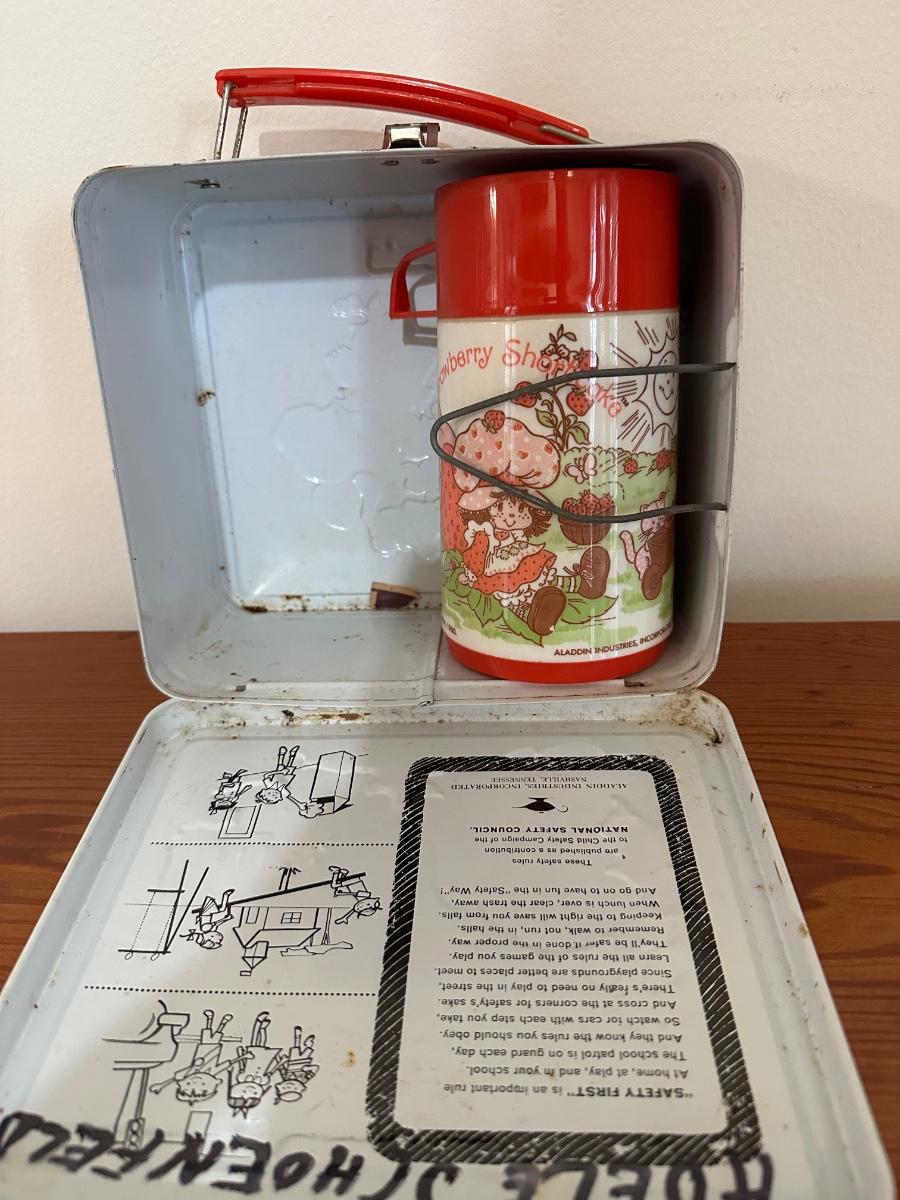 awberry Shortcake™
ALADDIN INDUSTRIES, INCORPORA
ADELE SCHOENFELD
"SAFETY FIRST" is an important rule
At home, at play, and in your school.
The school patrol is on guard each day,
And they know the rules you should obey.
So watch for cars with each step you take,
And cross at the corners for safety's sake.
There's really no need to play in the street,
Since playgrounds are better places to meet.
Learn all the rules of the games you play.
They'll be safer if done in the proper way.
Remember to walk, not run, in the halls.
Keeping to the right will save you from falls.
When lunch is over, clear the trash away,
And go on to have fun in the "Safety Way"!
These safety rules
are published as a contribution
to the Child Safety Campaign of the
NATIONAL SAFETY COUNCIL.
ALADDIN INDUSTRIES, INCORPORATED
NASHVILLE, TENNESSEE